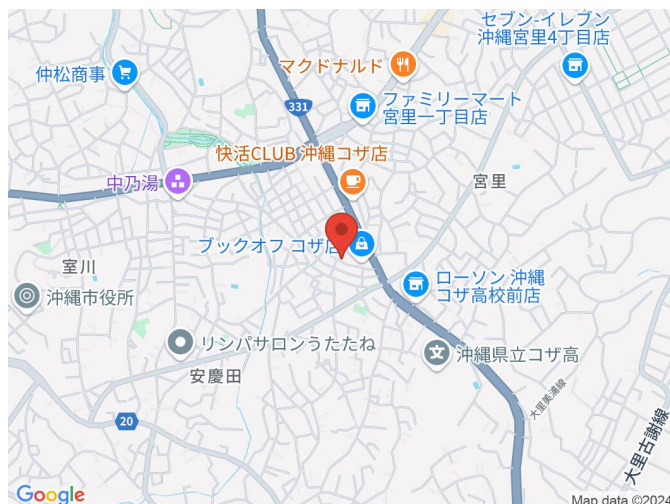 セブン-イレブン
沖縄宮里4丁目店
マクドナルド
仲松商事
331
ファミリーマート
宮里一丁目店
快活CLUB 沖縄コザ店
中乃湯
宮里
ブックオフ コザ店
室川
ローソン 沖縄
コザ高校前店
沖縄市役所
リンパサロンうたたね
沖縄県立コザ高
安慶田
大里美浦線
20
大里古謝線
Google
Map data ©2024